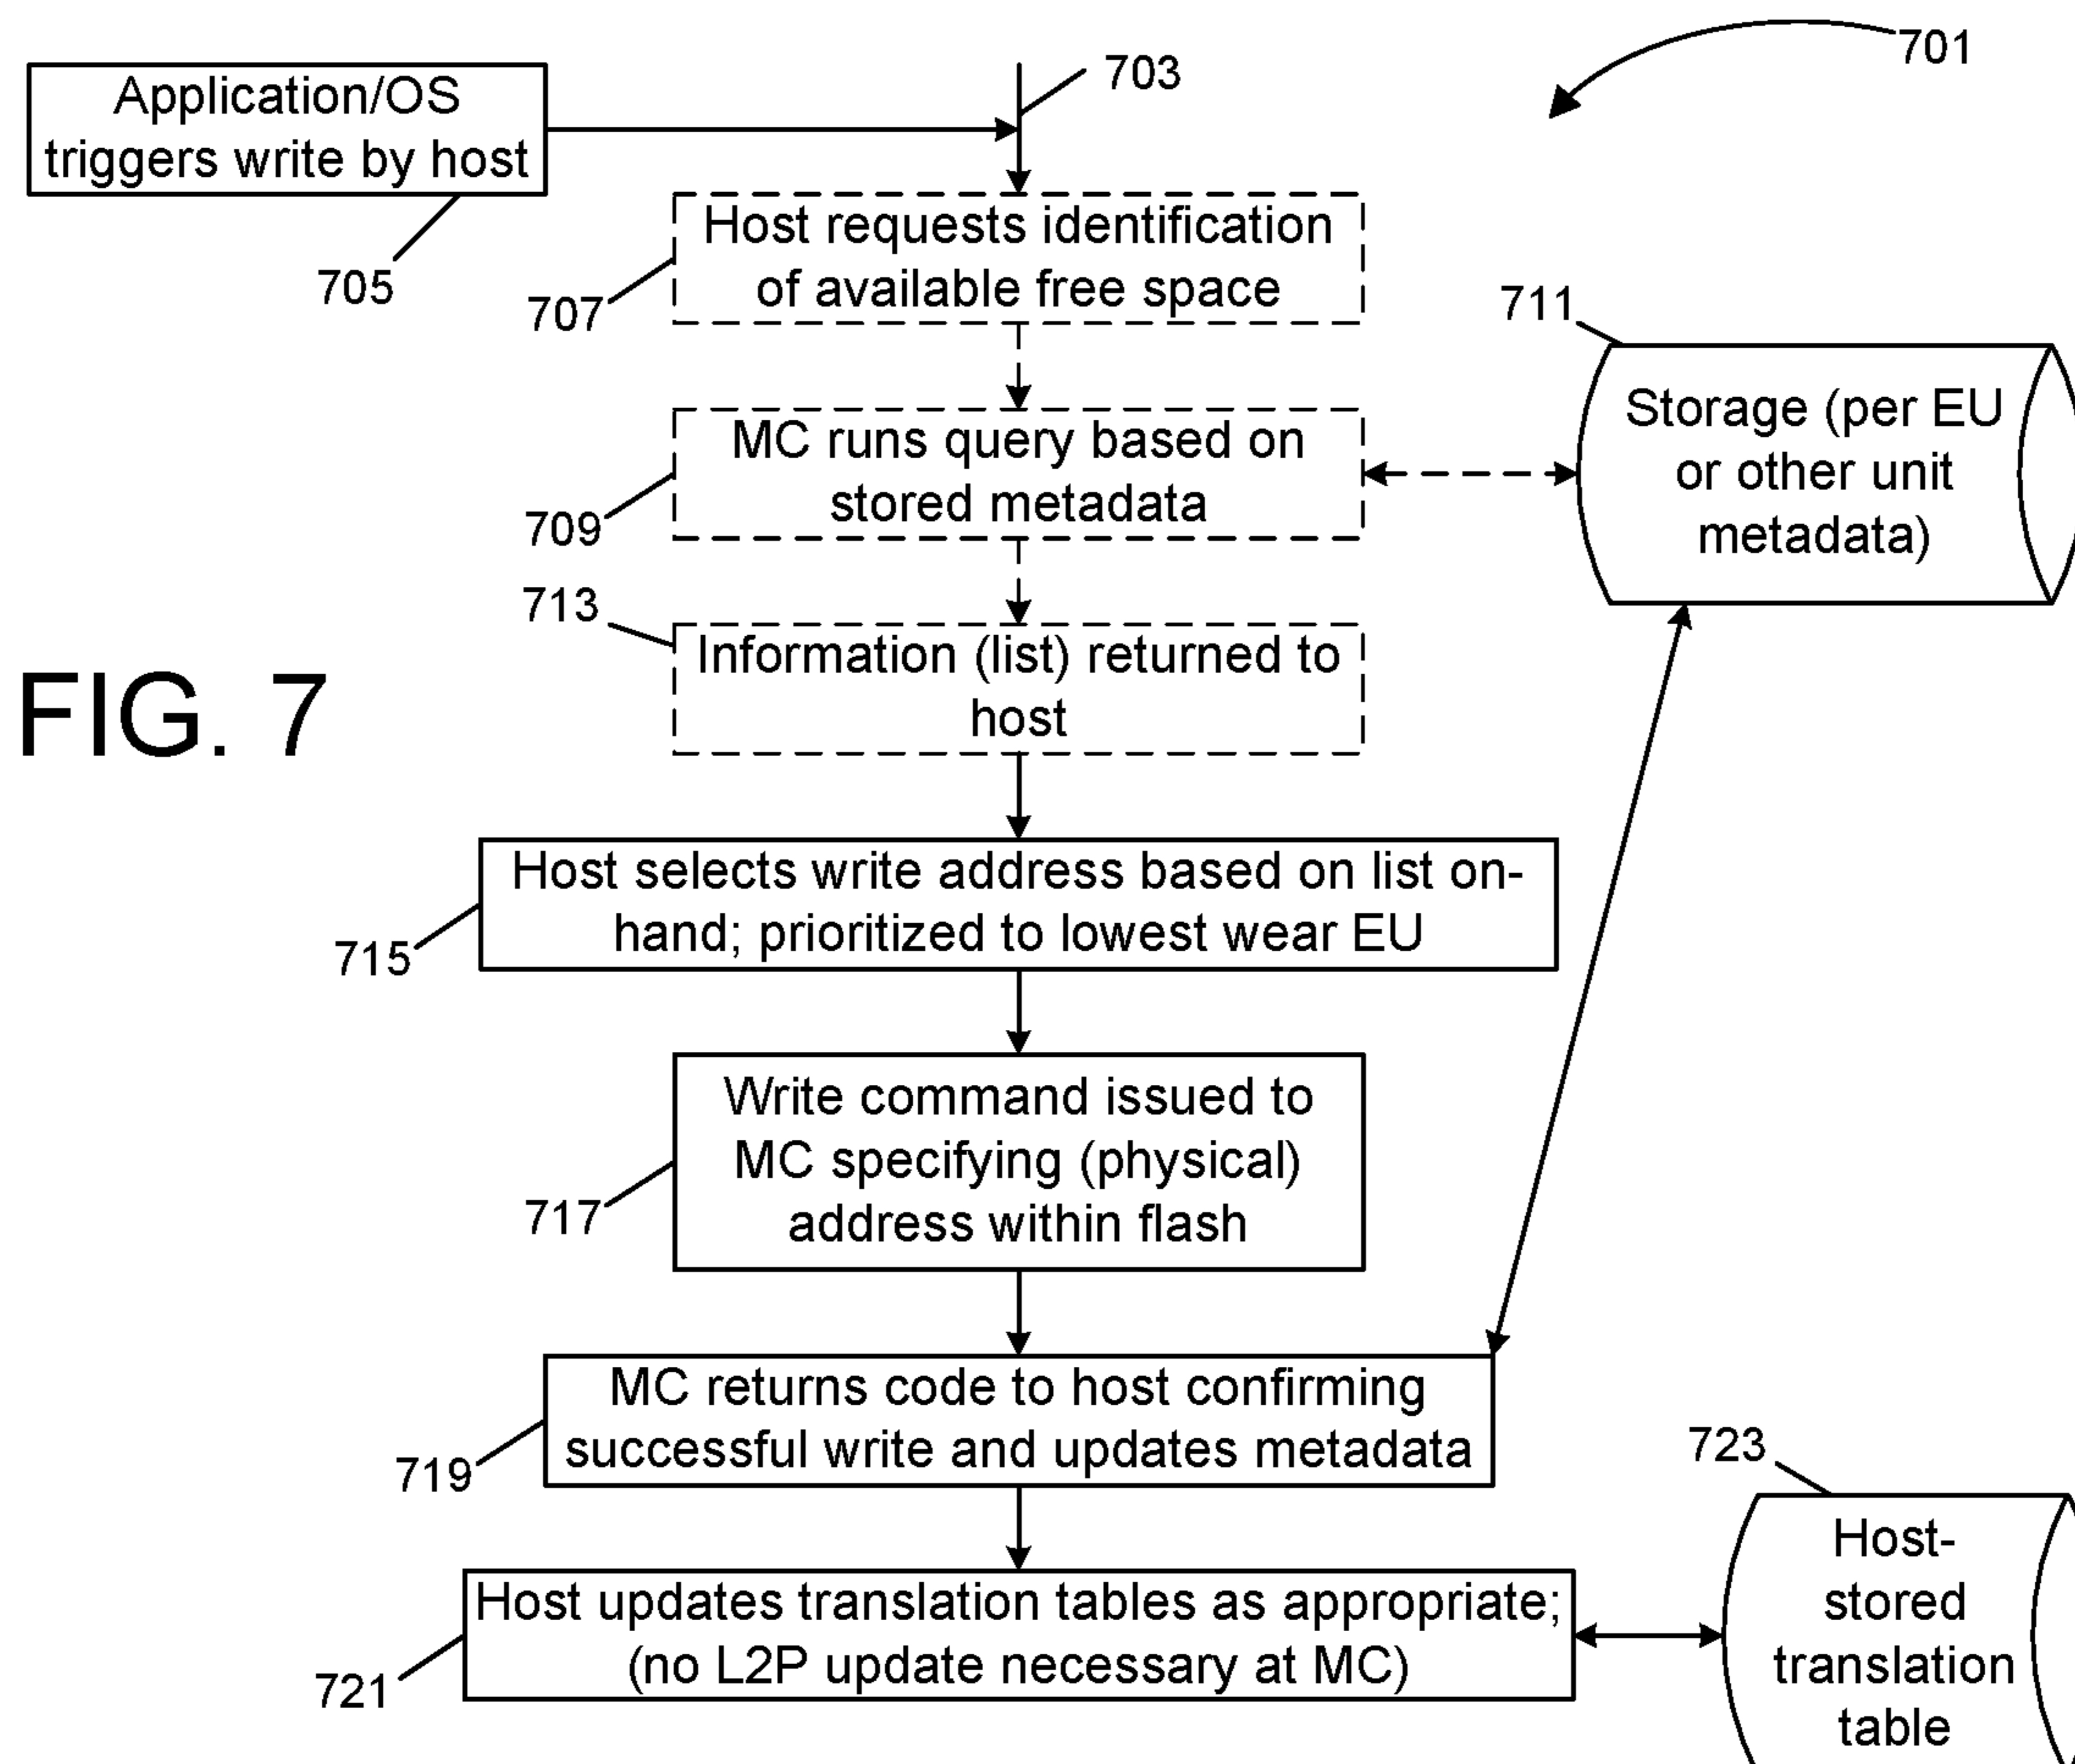 701
703
Application/OS
triggers write by host
705
Host requests identification
of available free space
707
711
Storage (per EU
or other unit
metadata)
MC runs query based on
stored metadata
709
713
Information (list) returned to
host
FIG. 7
Host selects write address based on list on-
hand; prioritized to lowest wear EU
715
Write command issued to
MC specifying (physical)
address within flash
717
MC returns code to host confirming
successful write and updates metadata
719
723
Host-
stored
translation
table
Host updates translation tables as appropriate;
(no L2P update necessary at MC)
721